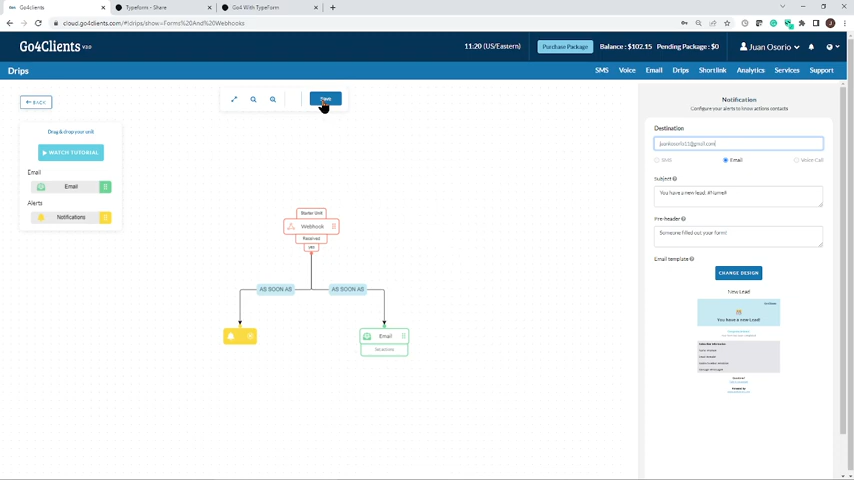 Go4clients
Typeform - Share
Go4 With TypeForm
cloud.go4clients.com/#!drips/show=Forms%20And%20Webhooks
Go4Clients V3.0
11:20 (US/Eastern)
Purchase Package
Balance : $102.15 Pending Package: $0
Juan Osorio
Drips
SMS Voice Email Drips Shortlink Analytics Services Support
← BACK
Save
Drag & drop your unit!
WATCH TUTORIAL
Email
Email
Alerts
Notifications
Starter Unit
Webhook
Received
yes
AS SOON AS
AS SOON AS
Email
Notification
Configure your alerts to know actions contacts
Destination
SMS
Email
Voice Call
Subject
You have a new lead: #Name#
Pre-header
Someone filled out your form!
Email template
CHANGE DESIGN
New Lead!
You have a new Lead!